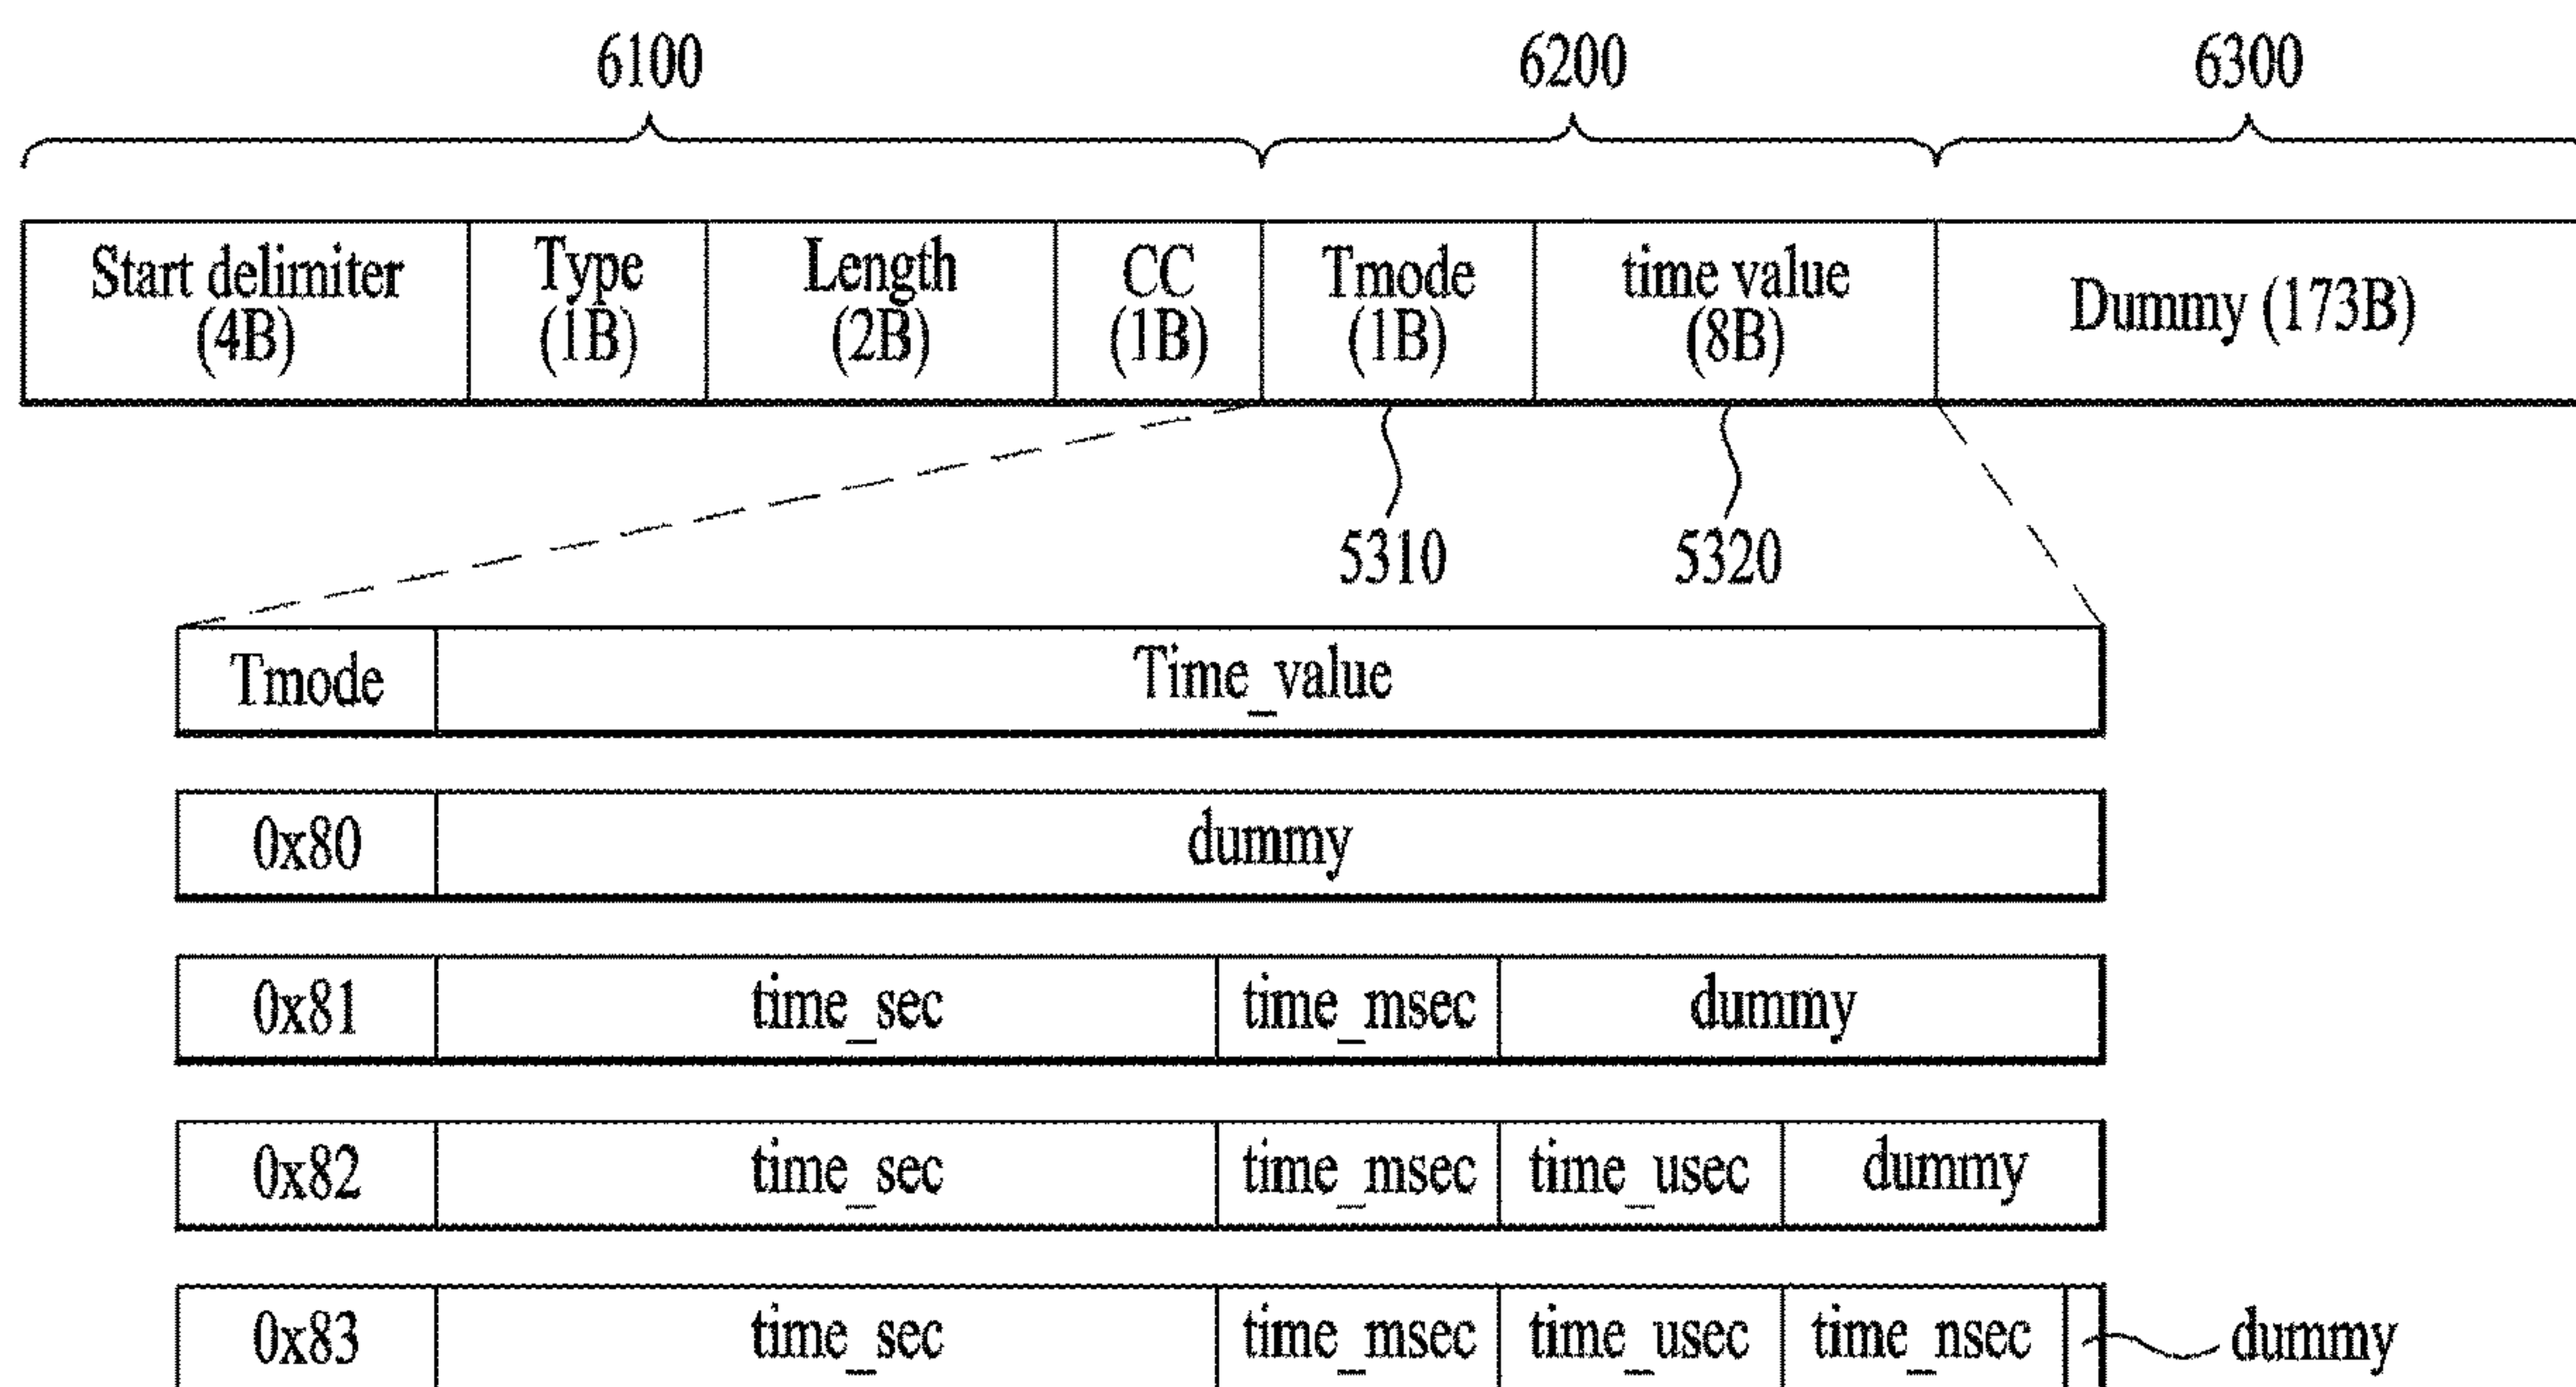 6100 6200 6300
Start delimiter Type Length CC Tmode time value Dummy (173B)
(4B) (1B) (2B) (1B) (1B) (8B)
5310 5320
Tmode Time_value
0x80 dummy
0x81 time_sec time_msec dummy
0x82 time_sec time_msec time_usec dummy
0x83 time_sec time_msec time_usec time_nsec dummy